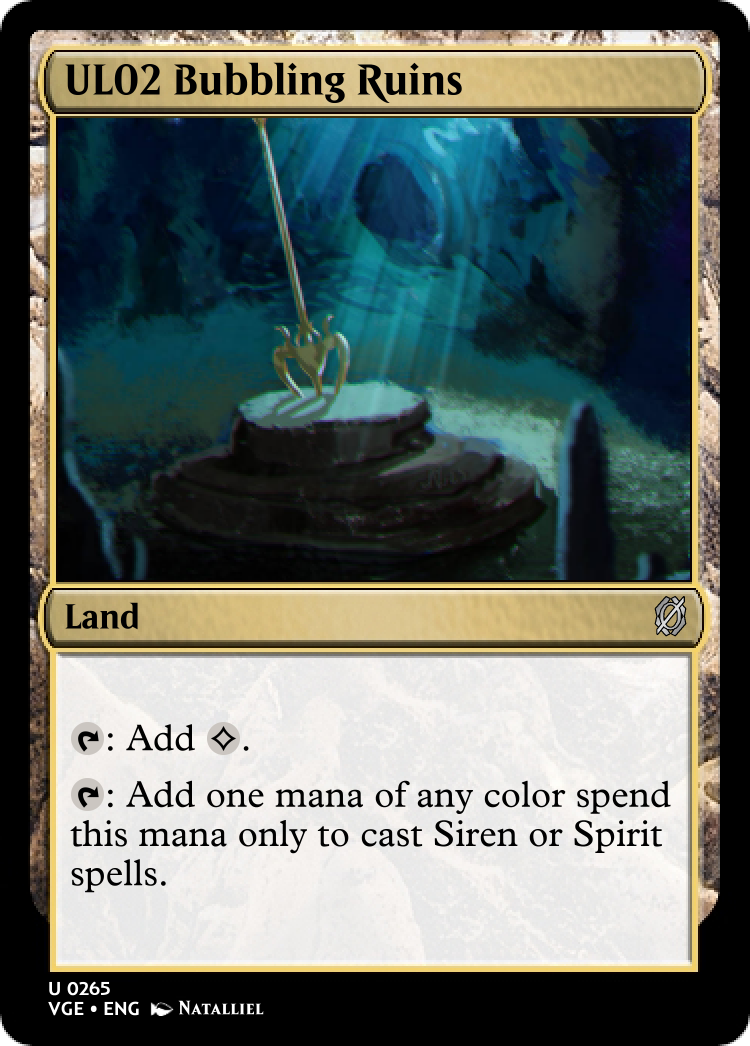 UL02 Bubbling Ruins
Land
: Add .
: Add one mana of any color spend
this mana only to cast Siren or Spirit
spells.
U 0265
VGE • ENG Natalliel